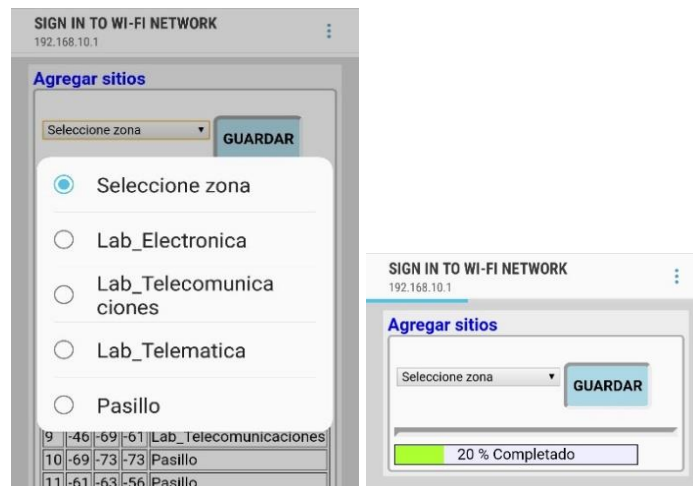 SIGN IN TO WI-FI NETWORK
192.168.10.1
Agregar sitios
Seleccione zona
GUARDAR
Seleccione zona
Lab_Electronica
Lab_Telecomunica
ciones
Lab_Telematica
Pasillo
9 -46 -69 -61 Lab_Telecomunicaciones
10 -69 -73 -73 Pasillo
11 -61 -63 -56 Pasillo
SIGN IN TO WI-FI NETWORK
192.168.10.1
Agregar sitios
Seleccione zona
GUARDAR
20 % Completado